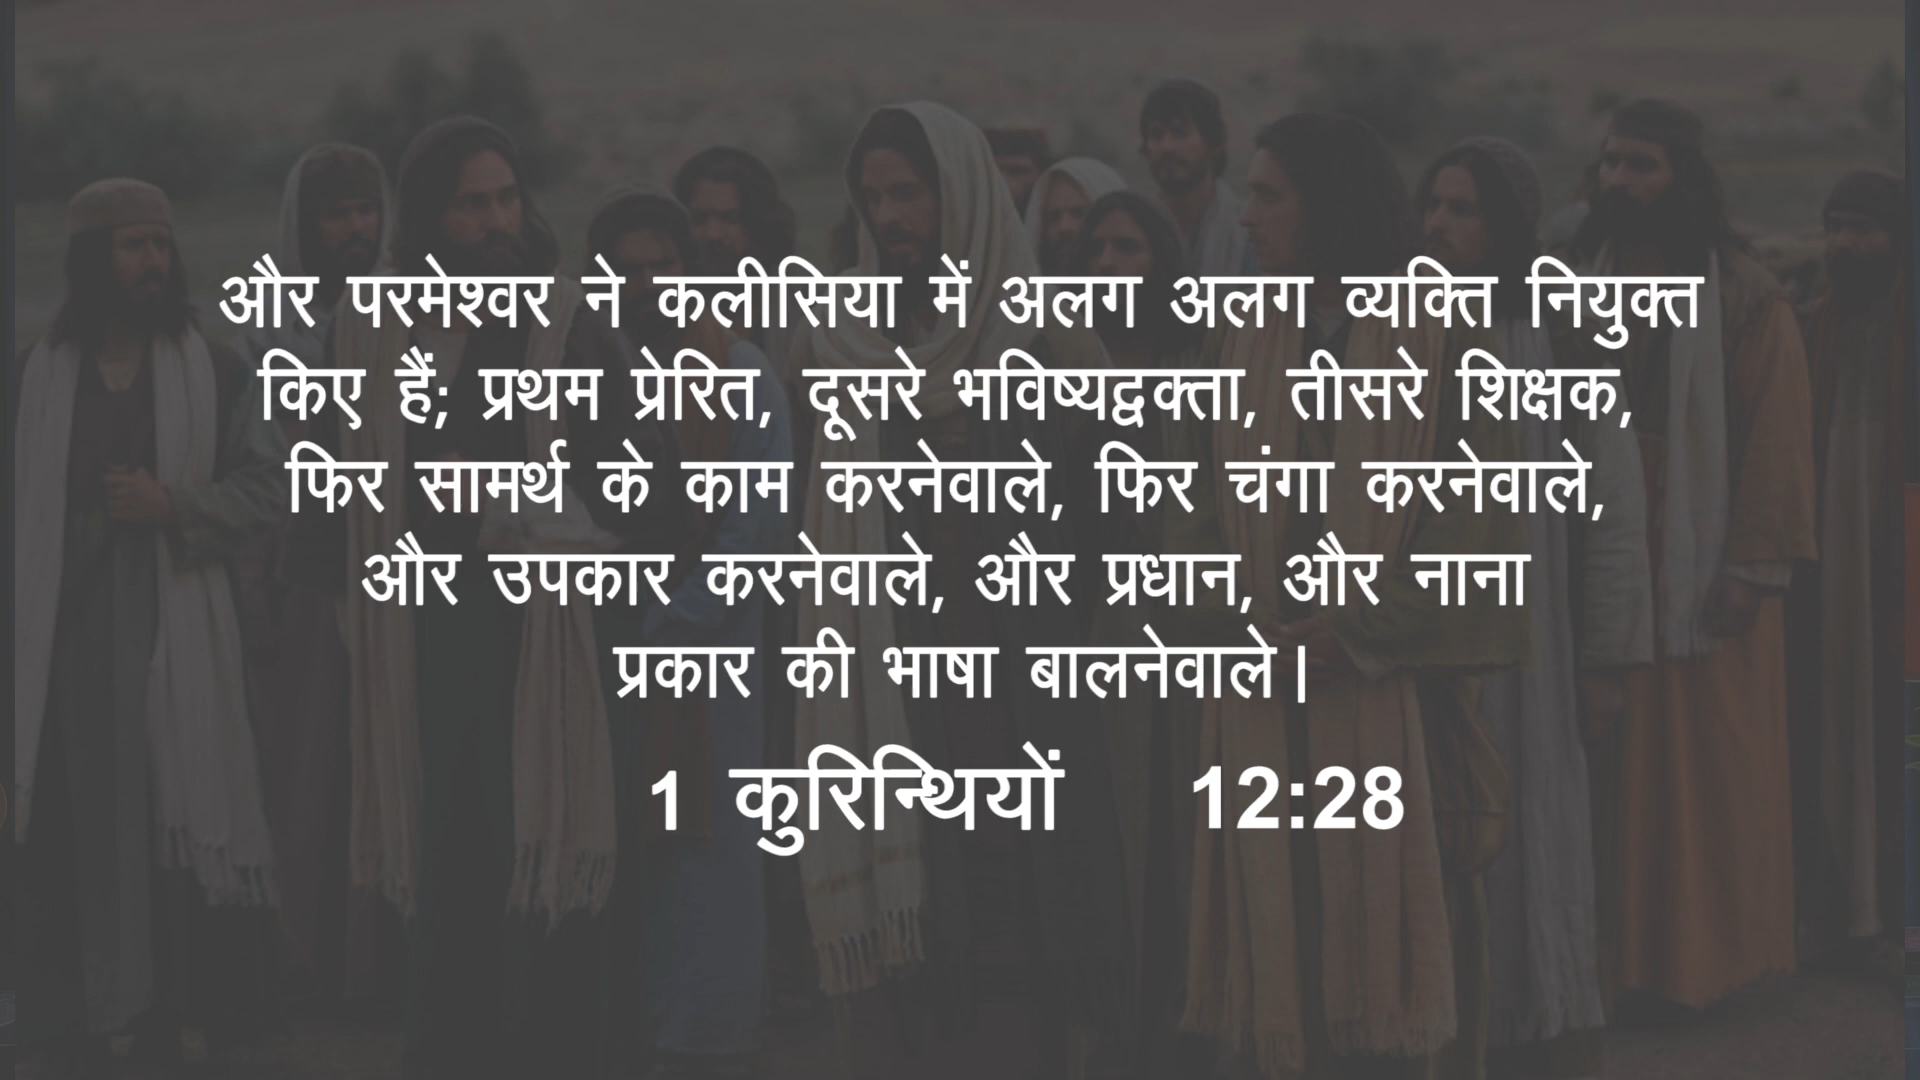 और परमेश्वर ने कलीसिया में अलग अलग व्यक्ति नियुक्त
किए हैं; प्रथम प्रेरित, दूसरे भविष्यद्वक्ता, तीसरे शिक्षक,
फिर सामर्थ के काम करनेवाले, फिर चंगा करनेवाले,
और उपकार करनेवाले, और प्रधान, और नाना
प्रकार की भाषा बालनेवाले।
1 कुरिन्थियों 12:28